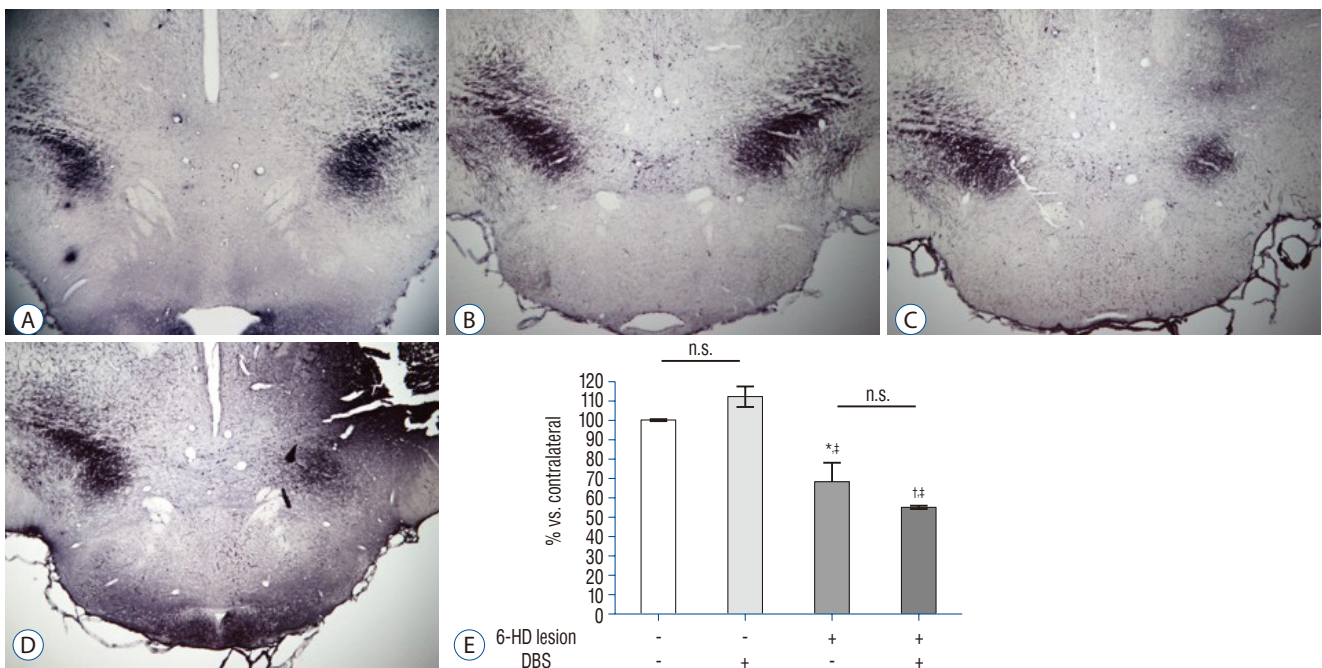 A
B
C
D
E
n.s.
n.s.
% vs. contralateral
120
110
100
90
80
70
60
50
40
30
20
10
0
*,‡
†,‡
6-HD lesion - - + +
DBS - + - +